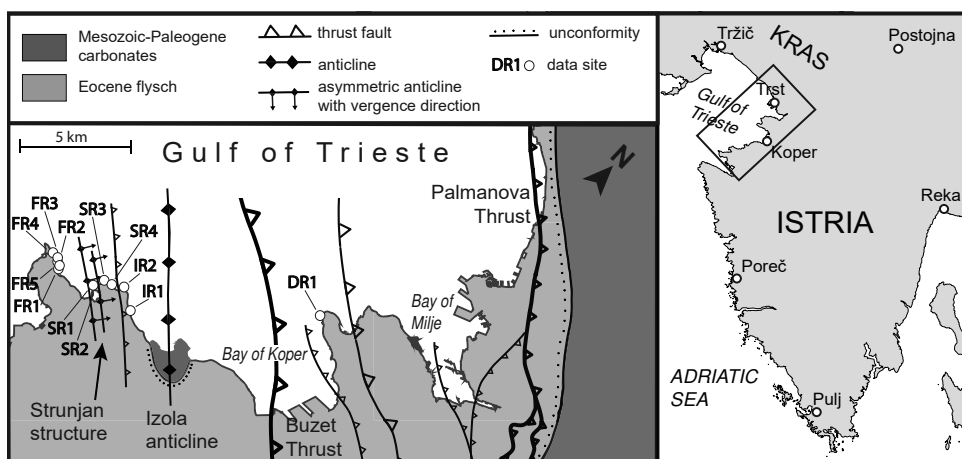 Mesozoic-Paleogene
carbonates
Eocene flysch
thrust fault
anticline
asymmetric anticline
with vergence direction
unconformity
DR1
data site
5 km
Gulf of Trieste
N
Palmanova
Thrust
FR3
FR4
FR2
SR3
SR4
IR2
FR5
FR1
IR1
SR1
SR2
DR1
Bay of
Milje
Bay of Koper
Strunjan
structure
Izola
anticline
Buzet
Thrust
Tržič
KRAS
Postojna
Trst
Gulf of
Trieste
Koper
ISTRIA
Reka
Poreč
ADRIATIC
SEA
Pulj